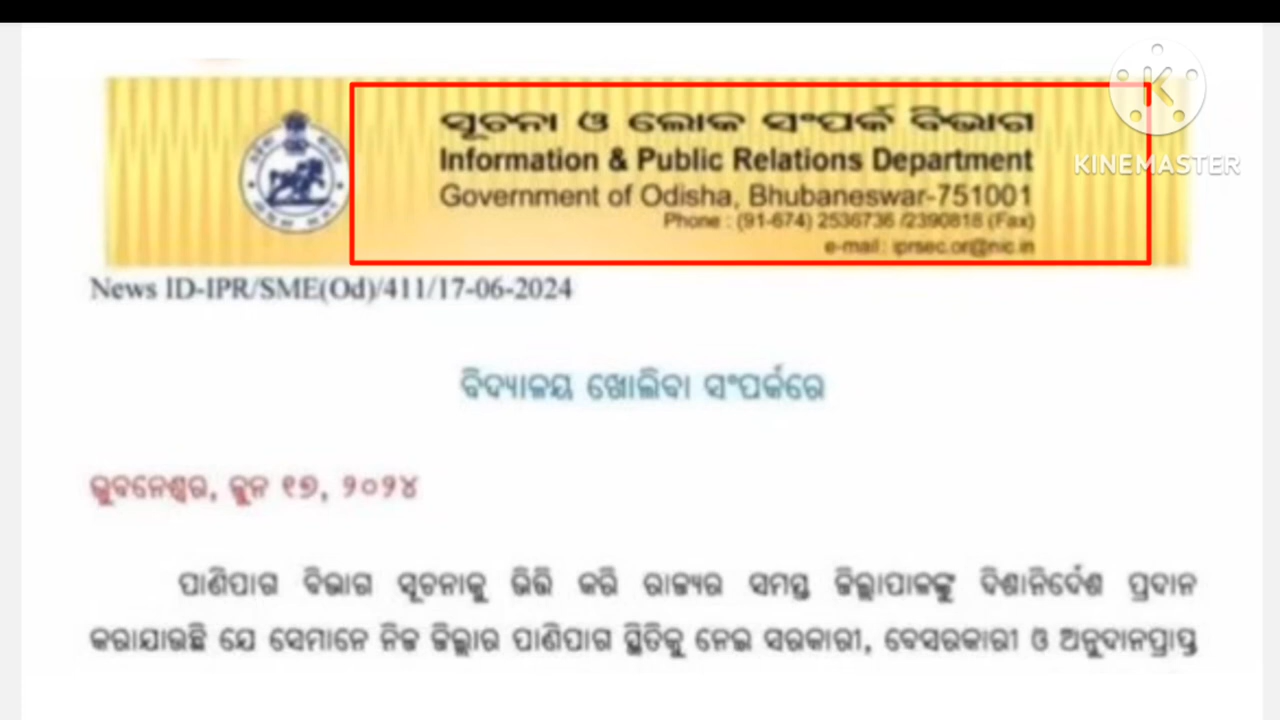 ସୂଚନା ଓ ଲୋକ ସଂପର୍କ ବିଭାଗ
Information & Public Relations Department
Government of Odisha, Bhubaneswar-751001
Phone : (91-674) 2536736 /2390818 (Fax)
e-mail : iprsec.or@nic.in
KINEMASTER
News ID-IPR/SME(Od)/411/17-06-2024
ବିଦ୍ୟାଳୟ ଖୋଲିବା ସଂପର୍କରେ
ଭୁବନେଶ୍ୱର, ଜୁନ ୧୭, ୨୦୨୪
ପାଣିପାଗ ବିଭାଗ ସୂଚନାକୁ ଭିତ୍ତି କରି ରାଜ୍ୟର ସମସ୍ତ ଜିଲ୍ଲାପାଳଙ୍କୁ ଦିଶାନିର୍ଦେଶ ପ୍ରଦାନ
କରାଯାଉଛି ଯେ ସେମାନେ ନିଜ ଜିଲ୍ଲାର ପାଣିପାଗ ସ୍ଥିତିକୁ ନେଇ ସରକାରୀ, ବେସରକାରୀ ଓ ଅନୁଦାନପ୍ରାପ୍ତ